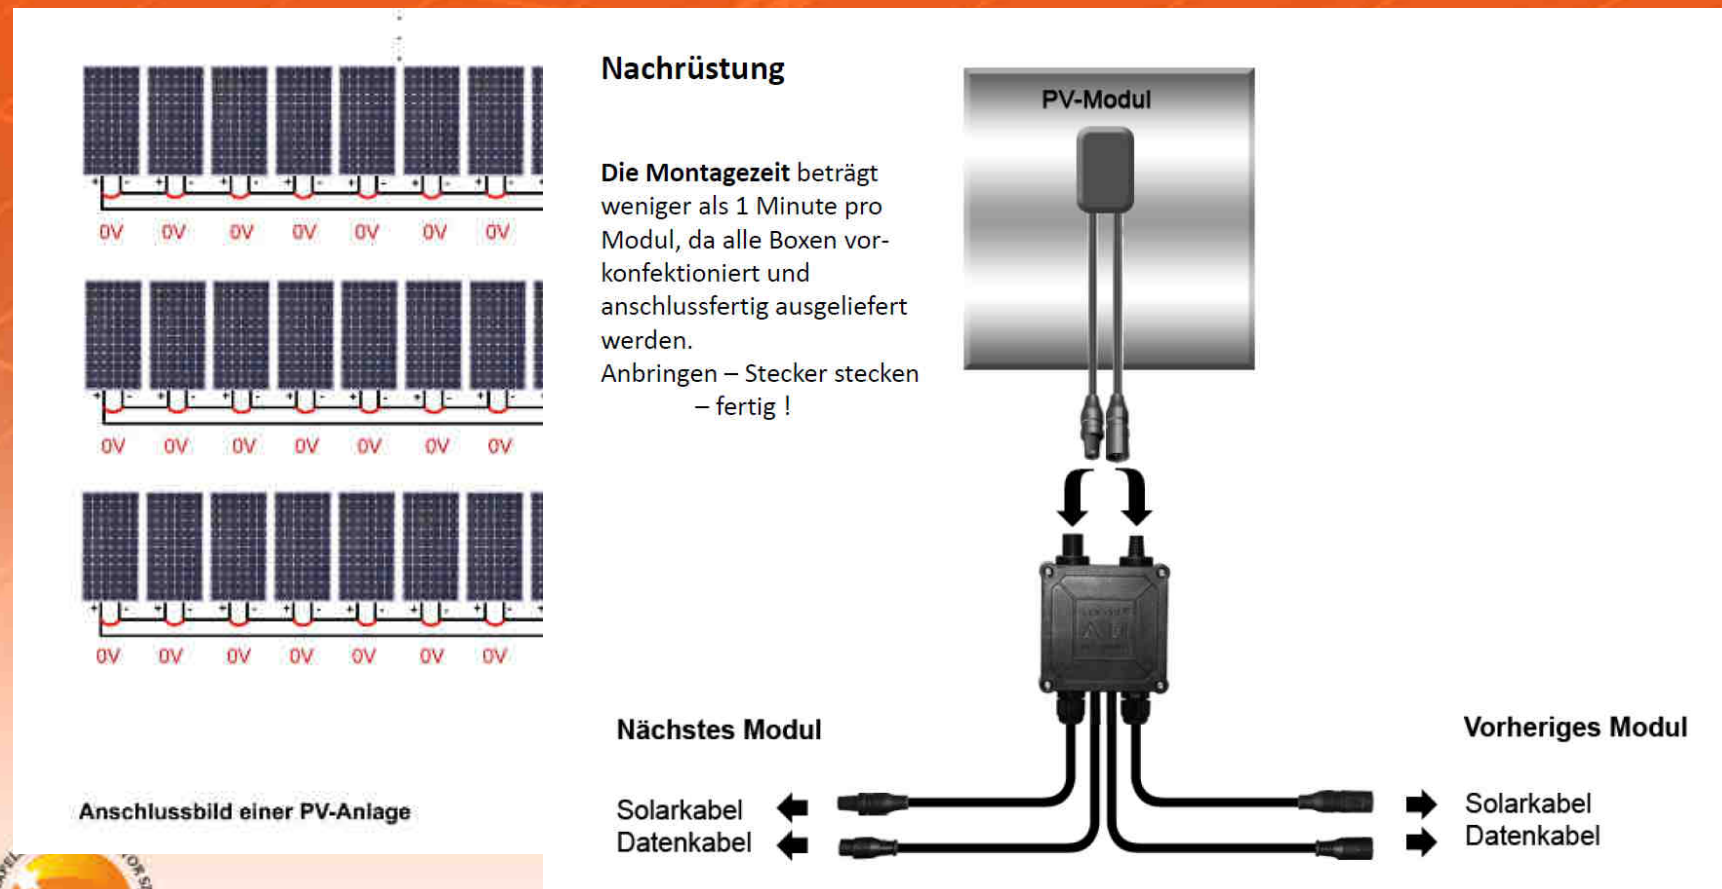 + - + - + - + - + - + - + -
0V 0V 0V 0V 0V 0V 0V
+ - + - + - + - + - + - + -
0V 0V 0V 0V 0V 0V 0V
+ - + - + - + - + - + - + -
0V 0V 0V 0V 0V 0V 0V
Anschlussbild einer PV-Anlage
Nachrüstung
Die Montagezeit beträgt
weniger als 1 Minute pro
Modul, da alle Boxen vor-
konfektioniert und
anschlussfertig ausgeliefert
werden.
Anbringen – Stecker stecken
– fertig !
PV-Modul
Nächstes Modul
Solarkabel
Datenkabel
Vorheriges Modul
Solarkabel
Datenkabel